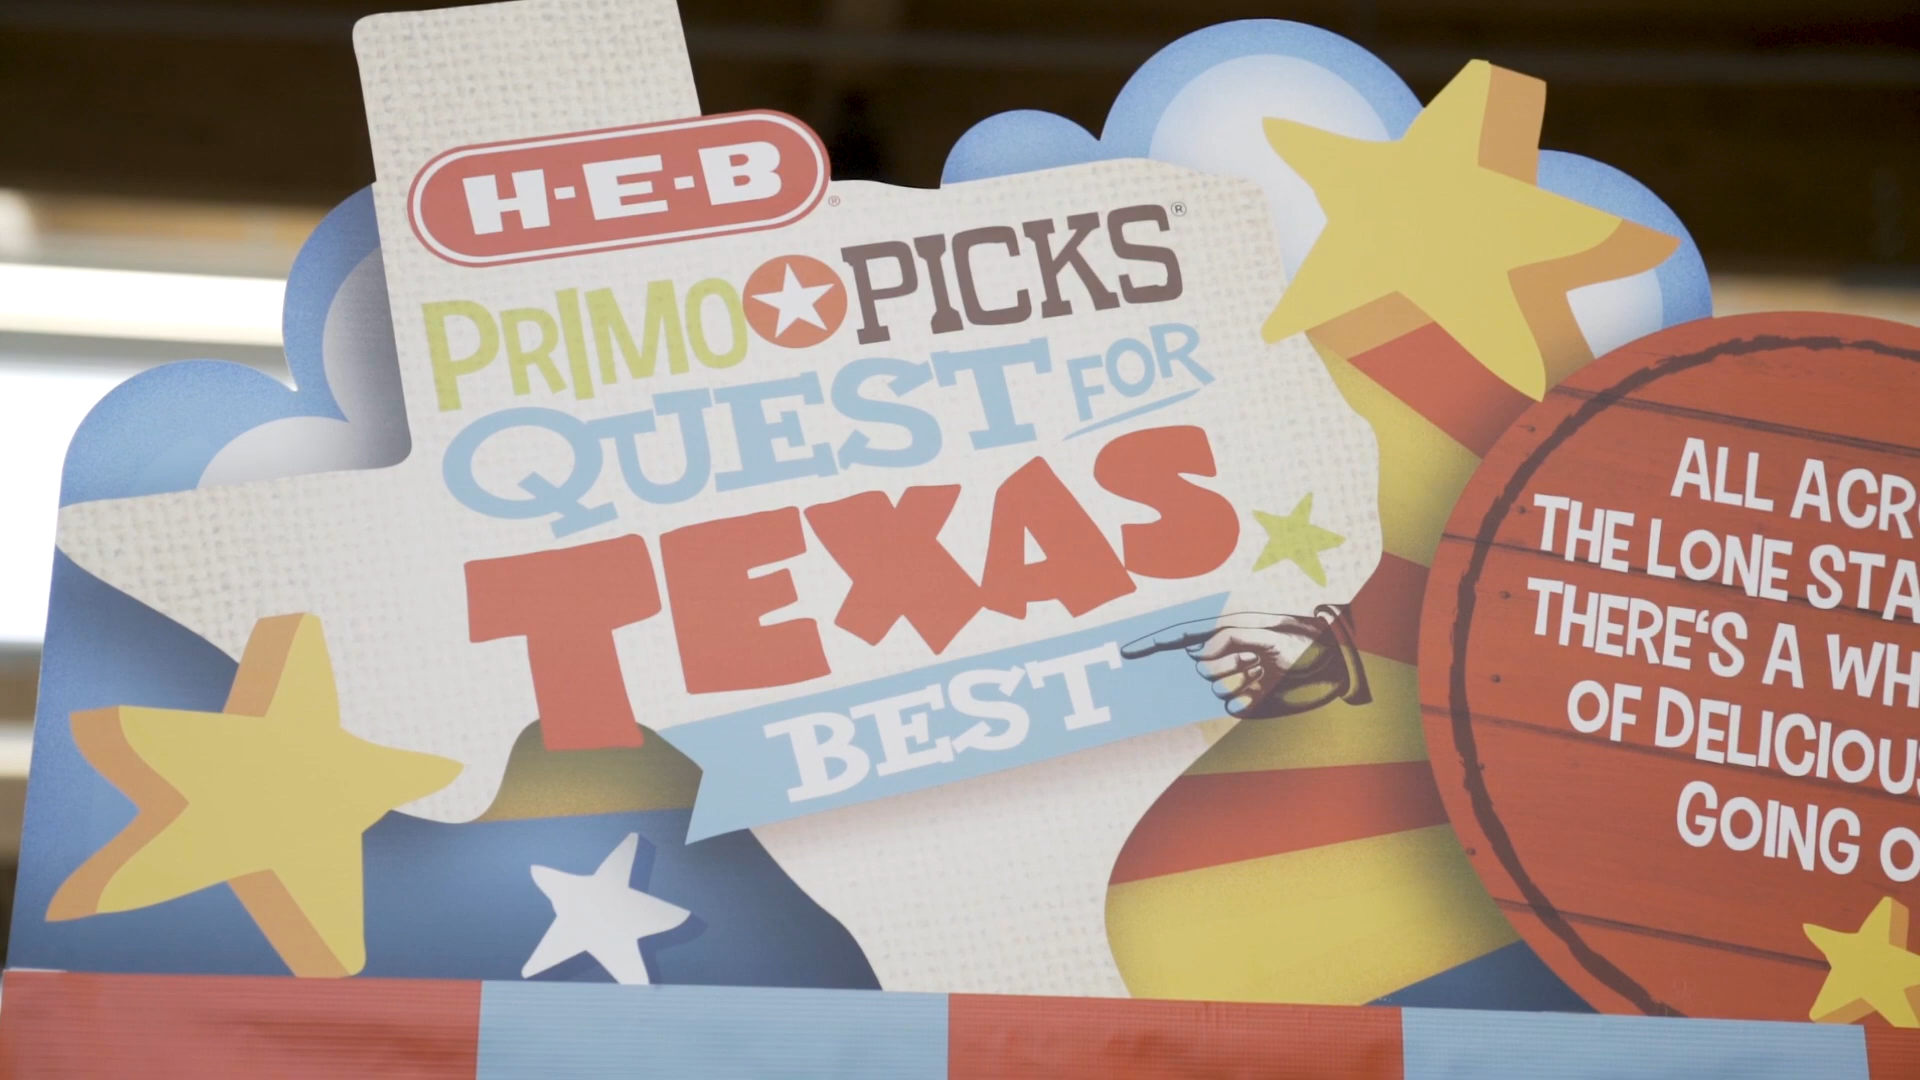 H-E-B®
PRIMO PICKS®
QUEST FOR
TEXAS
BEST
ALL ACR
THE LONE STA
THERE'S A WH
OF DELICIOUS
GOING O